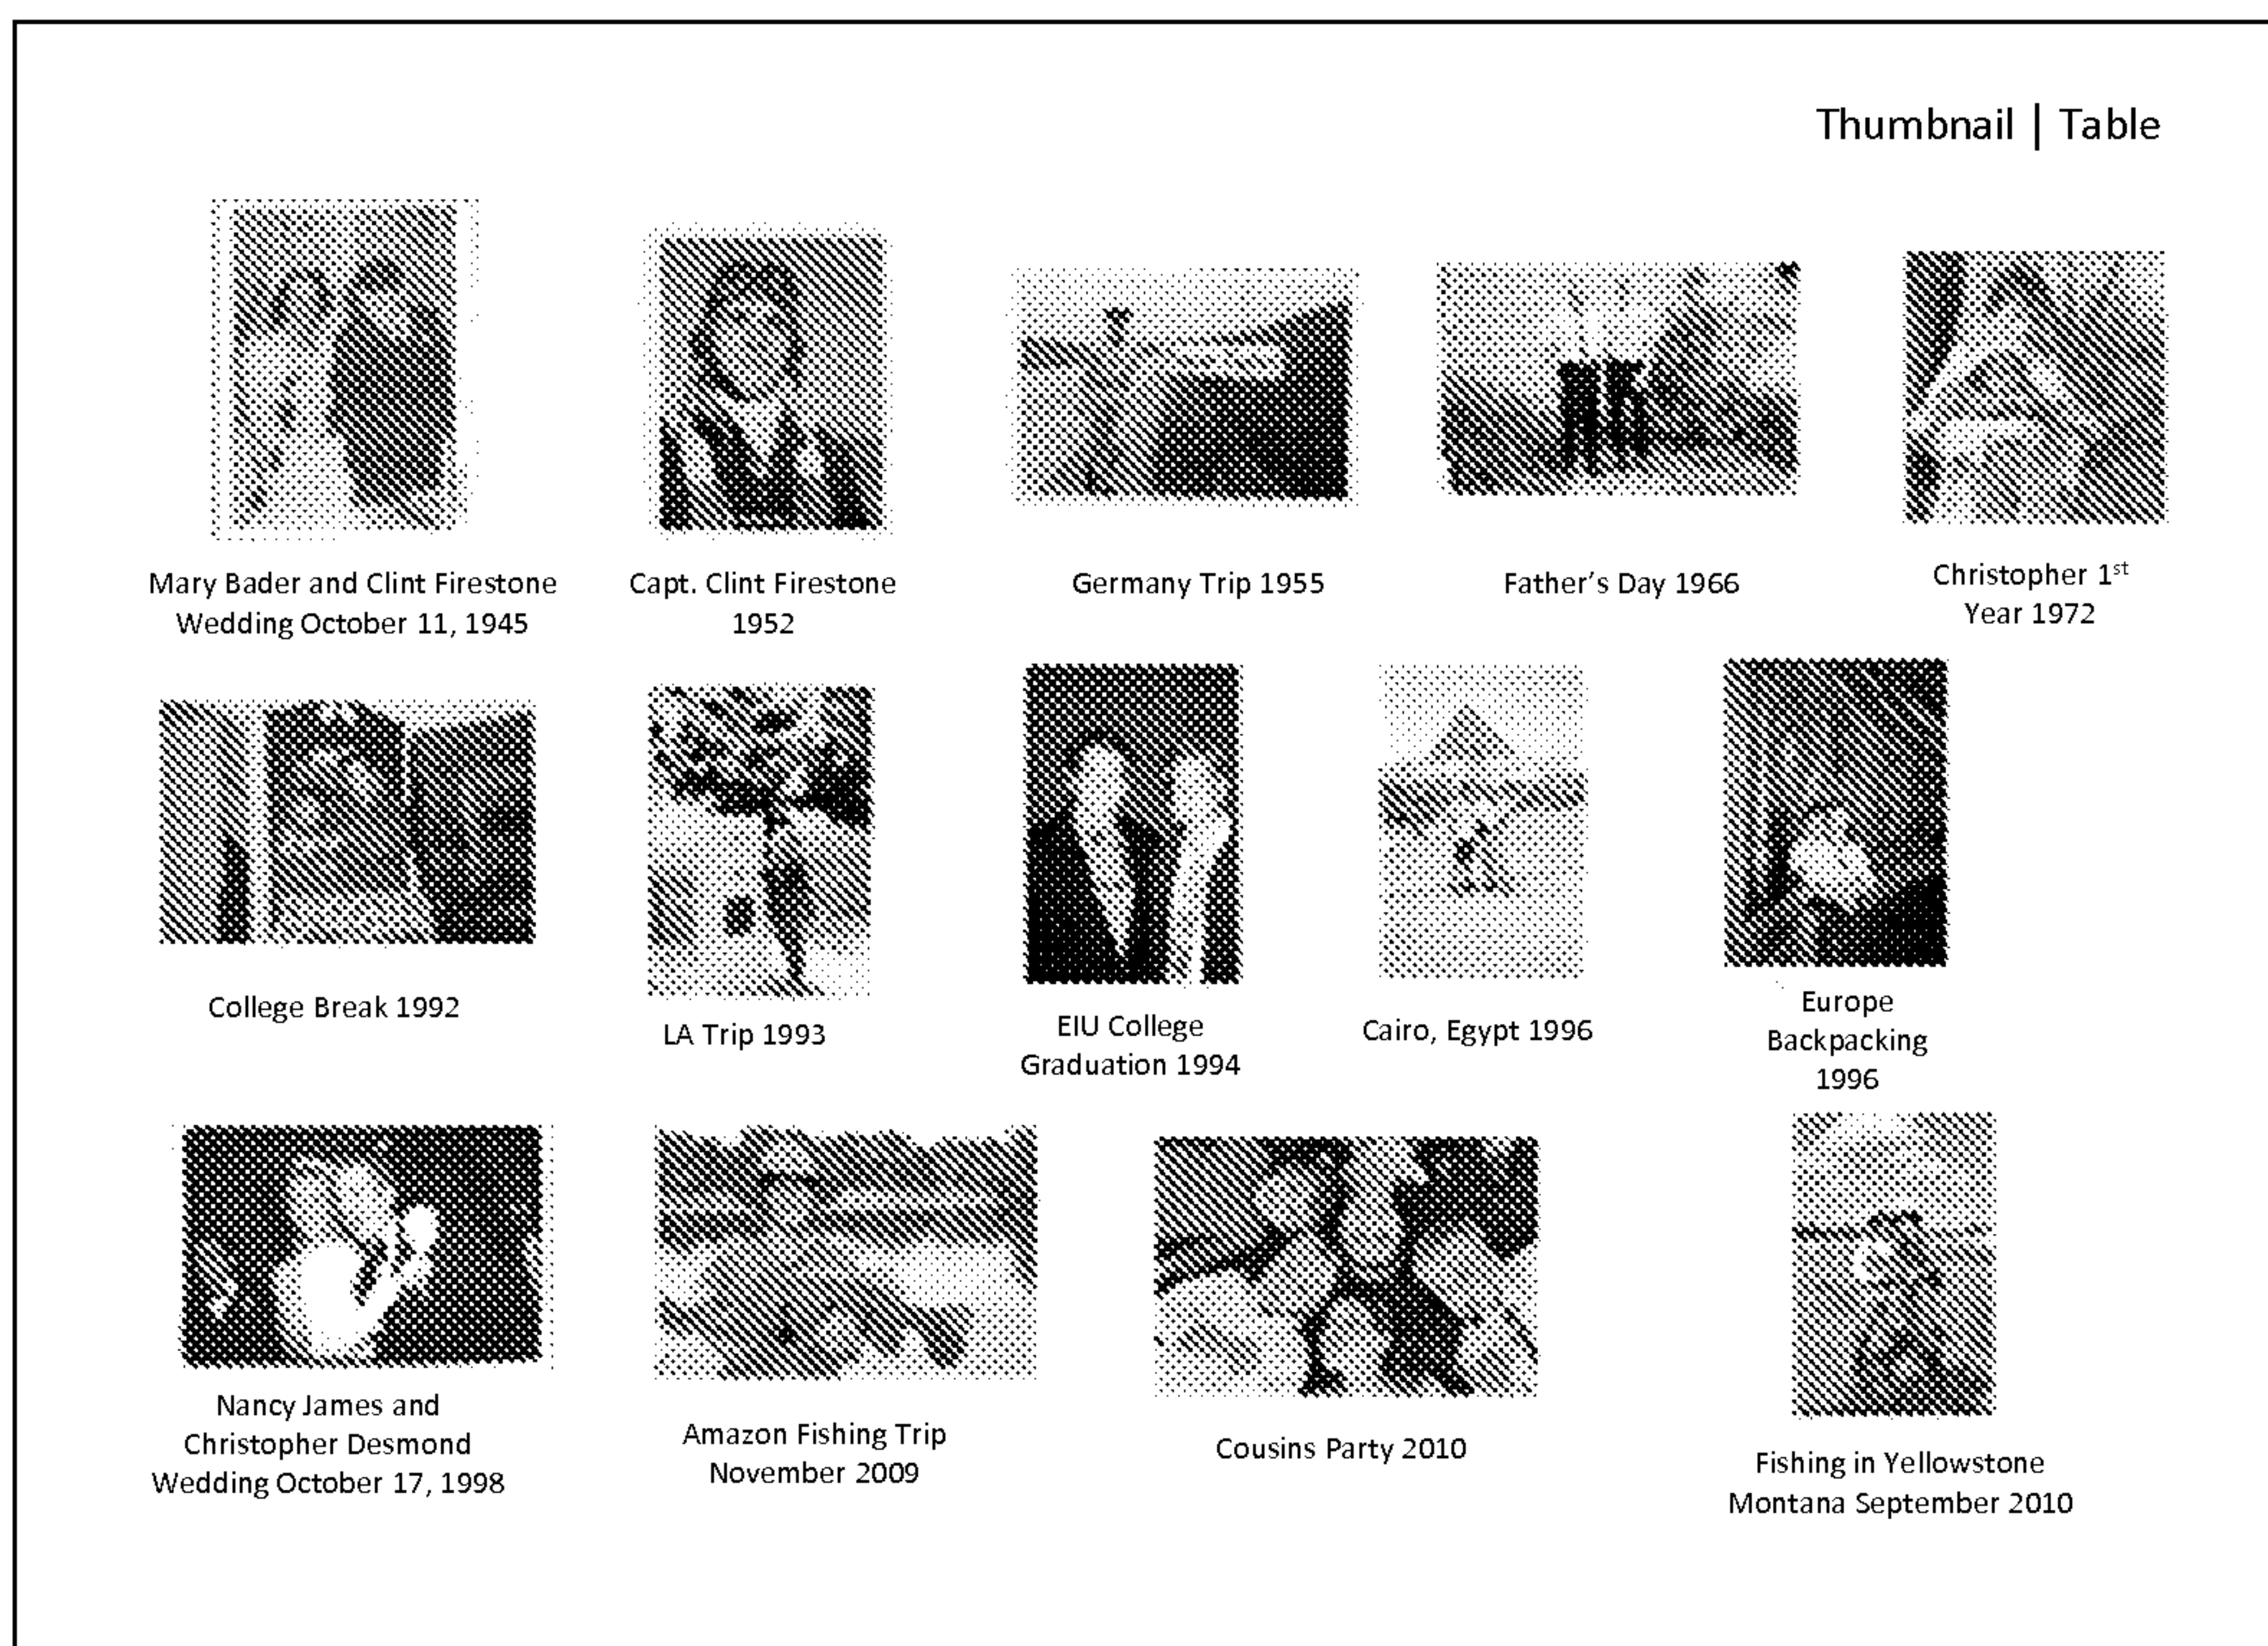 Thumbnail | Table
Mary Bader and Clint Firestone
Wedding October 11, 1945
Capt. Clint Firestone
1952
Germany Trip 1955
Father's Day 1966
Christopher 1st
Year 1972
College Break 1992
LA Trip 1993
EIU College
Graduation 1994
Cairo, Egypt 1996
Europe
Backpacking
1996
Nancy James and
Christopher Desmond
Wedding October 17, 1998
Amazon Fishing Trip
November 2009
Cousins Party 2010
Fishing in Yellowstone
Montana September 2010